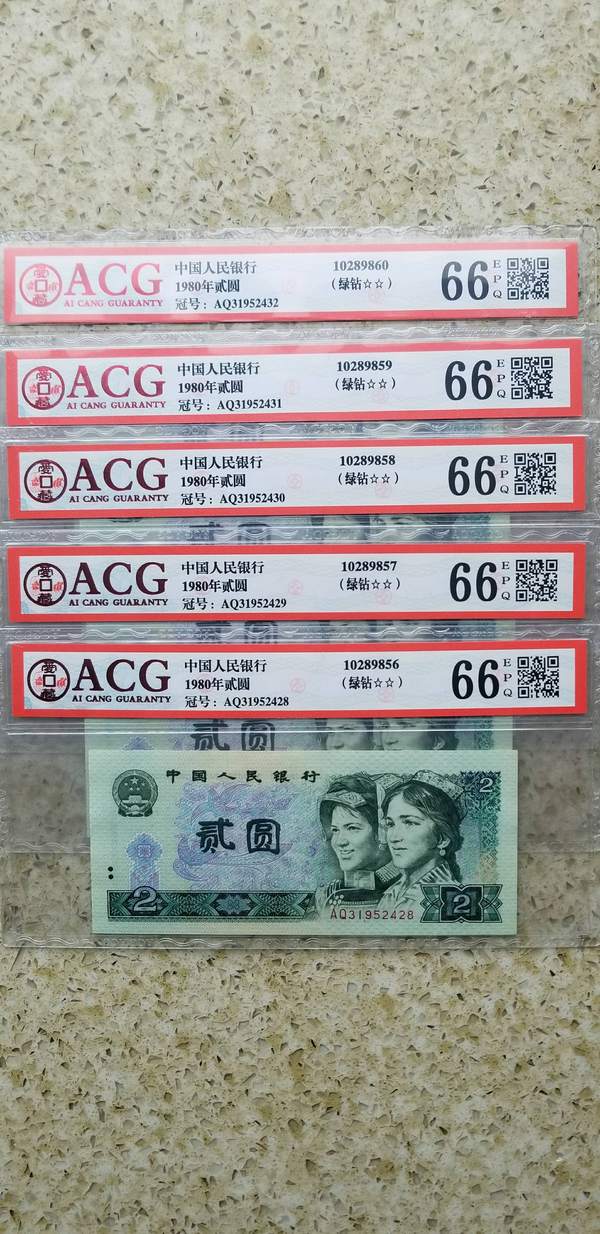 ACG
AI CANG GUARANTY
中国人民银行 10289860
1980年贰圆 (绿钻☆☆)
冠号: AQ31952432
66 EPQ
ACG
AI CANG GUARANTY
中国人民银行 10289859
1980年贰圆 (绿钻☆☆)
冠号: AQ31952431
66 EPQ
ACG
AI CANG GUARANTY
中国人民银行 10289858
1980年贰圆 (绿钻☆☆)
冠号: AQ31952430
66 EPQ
贰圆
ACG
AI CANG GUARANTY
中国人民银行 10289857
1980年贰圆 (绿钻☆☆)
冠号: AQ31952429
66 EPQ
贰圆
ACG
AI CANG GUARANTY
中国人民银行 10289856
1980年贰圆 (绿钻☆☆)
冠号: AQ31952428
66 EPQ
贰圆
中国人民银行
2
贰圆
AQ31952428
2
2